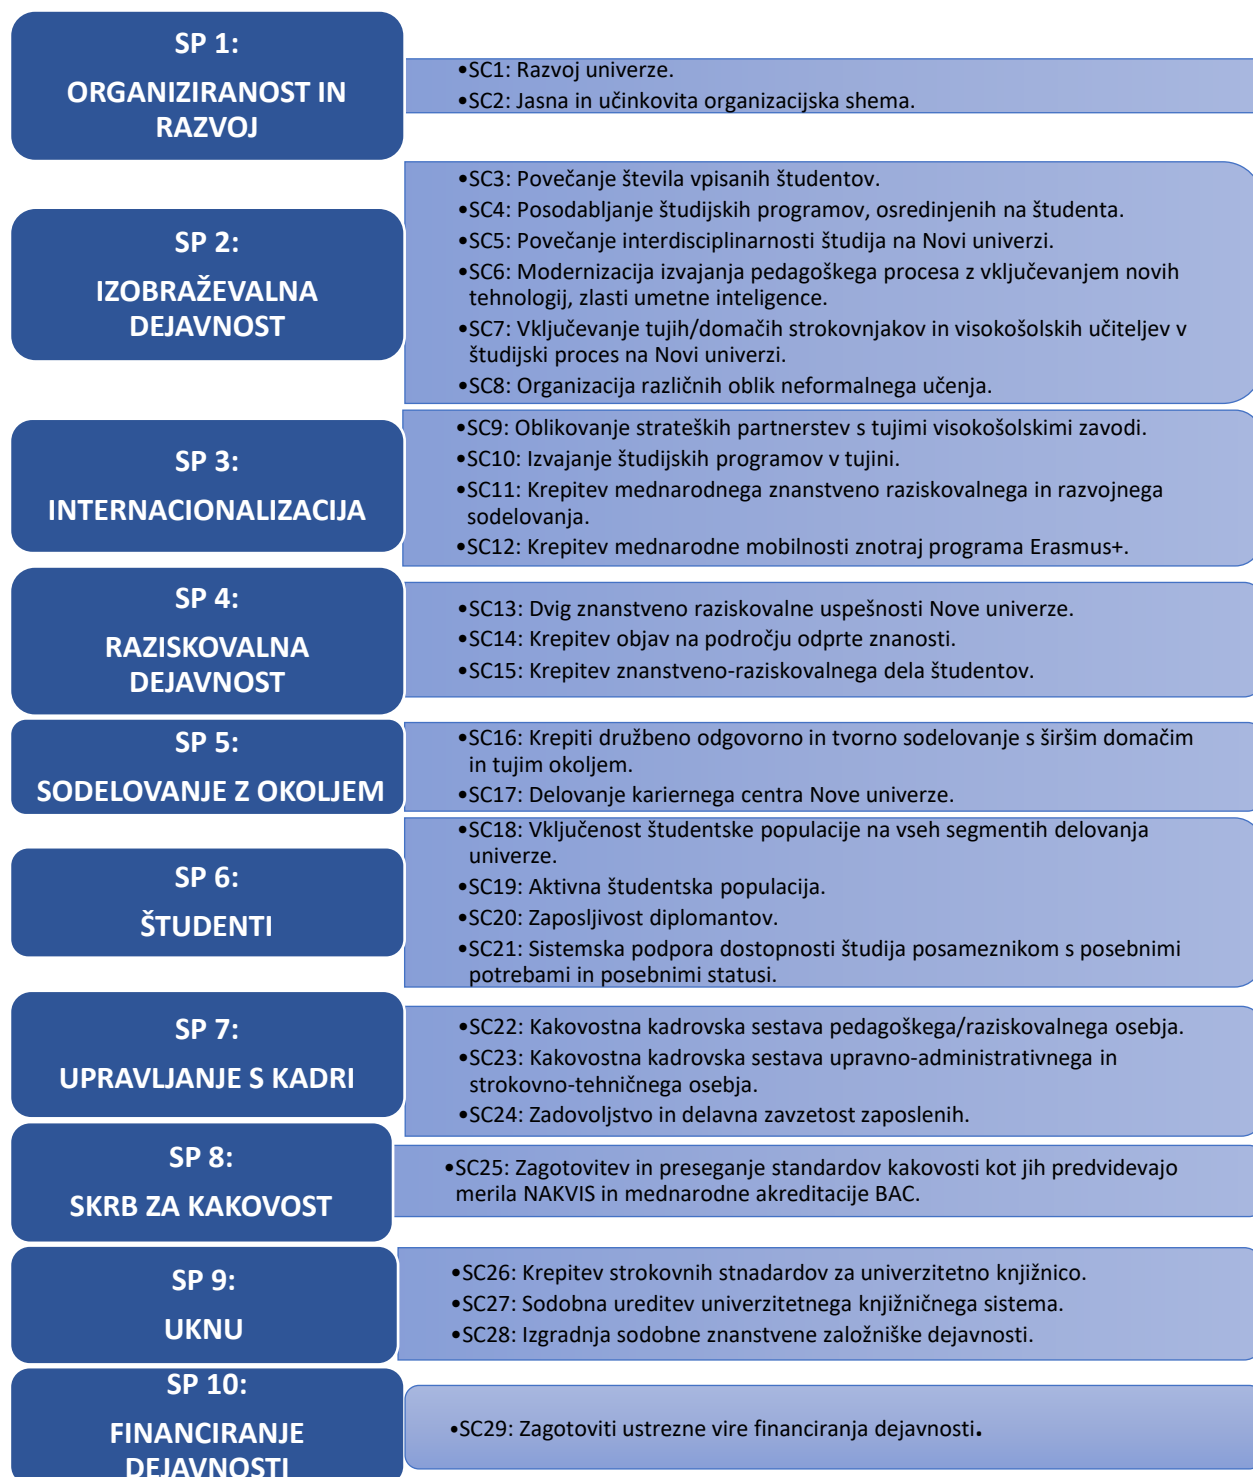 SP 1:
ORGANIZIRANOST IN
RAZVOJ
•SC1: Razvoj univerze.
•SC2: Jasna in učinkovita organizacijska shema.
SP 2:
IZOBRAŽEVALNA
DEJAVNOST
•SC3: Povečanje števila vpisanih študentov.
•SC4: Posodabljanje študijskih programov, osredinjenih na študenta.
•SC5: Povečanje interdisciplinarnosti študija na Novi univerzi.
•SC6: Modernizacija izvajanja pedagoškega procesa z vključevanjem novih
tehnologij, zlasti umetne inteligence.
•SC7: Vključevanje tujih/domačih strokovnjakov in visokošolskih učiteljev v
študijski proces na Novi univerzi.
•SC8: Organizacija različnih oblik neformalnega učenja.
SP 3:
INTERNACIONALIZACIJA
•SC9: Oblikovanje strateških partnerstev s tujimi visokošolskimi zavodi.
•SC10: Izvajanje študijskih programov v tujini.
•SC11: Krepitev mednarodnega znanstveno raziskovalnega in razvojnega
sodelovanja.
•SC12: Krepitev mednarodne mobilnosti znotraj programa Erasmus+.
SP 4:
RAZISKOVALNA
DEJAVNOST
•SC13: Dvig znanstveno raziskovalne uspešnosti Nove univerze.
•SC14: Krepitev objav na področju odprte znanosti.
•SC15: Krepitev znanstveno-raziskovalnega dela študentov.
SP 5:
SODELOVANJE Z OKOLJEM
•SC16: Krepiti družbeno odgovorno in tvorno sodelovanje s širšim domačim
in tujim okoljem.
•SC17: Delovanje kariernega centra Nove univerze.
SP 6:
ŠTUDENTI
•SC18: Vključenost študentske populacije na vseh segmentih delovanja
univerze.
•SC19: Aktivna študentska populacija.
•SC20: Zaposljivost diplomantov.
•SC21: Sistemska podpora dostopnosti študija posameznikom s posebnimi
potrebami in posebnimi statusi.
SP 7:
UPRAVLJANJE S KADRI
•SC22: Kakovostna kadrovska sestava pedagoškega/raziskovalnega osebja.
•SC23: Kakovostna kadrovska sestava upravno-administrativnega in
strokovno-tehničnega osebja.
•SC24: Zadovoljstvo in delavna zavzetost zaposlenih.
SP 8:
SKRB ZA KAKOVOST
•SC25: Zagotovitev in preseganje standardov kakovosti kot jih predvidevajo
merila NAKVIS in mednarodne akreditacije BAC.
SP 9:
UKNU
•SC26: Krepitev strokovnih stnadardov za univerzitetno knjižnico.
•SC27: Sodobna ureditev univerzitetnega knjižničnega sistema.
•SC28: Izgradnja sodobne znanstvene založniške dejavnosti.
SP 10:
FINANCIRANJE
DEJAVNOSTI
•SC29: Zagotoviti ustrezne vire financiranja dejavnosti.